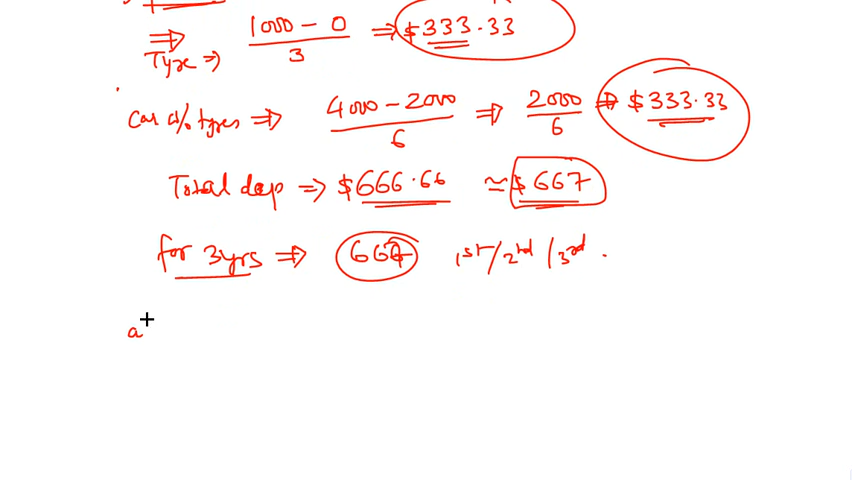 ⇒ 1000 - 0 / 3 ⇒ $333.33
Tyre ⇒
Car w/o tyres ⇒ 4000 - 2000 / 6 ⇒ 2000 / 6 ⇒ $333.33
Total dep ⇒ $666.66 ≃ $667
for 3yrs ⇒ 667 1st/2nd/3rd.
a